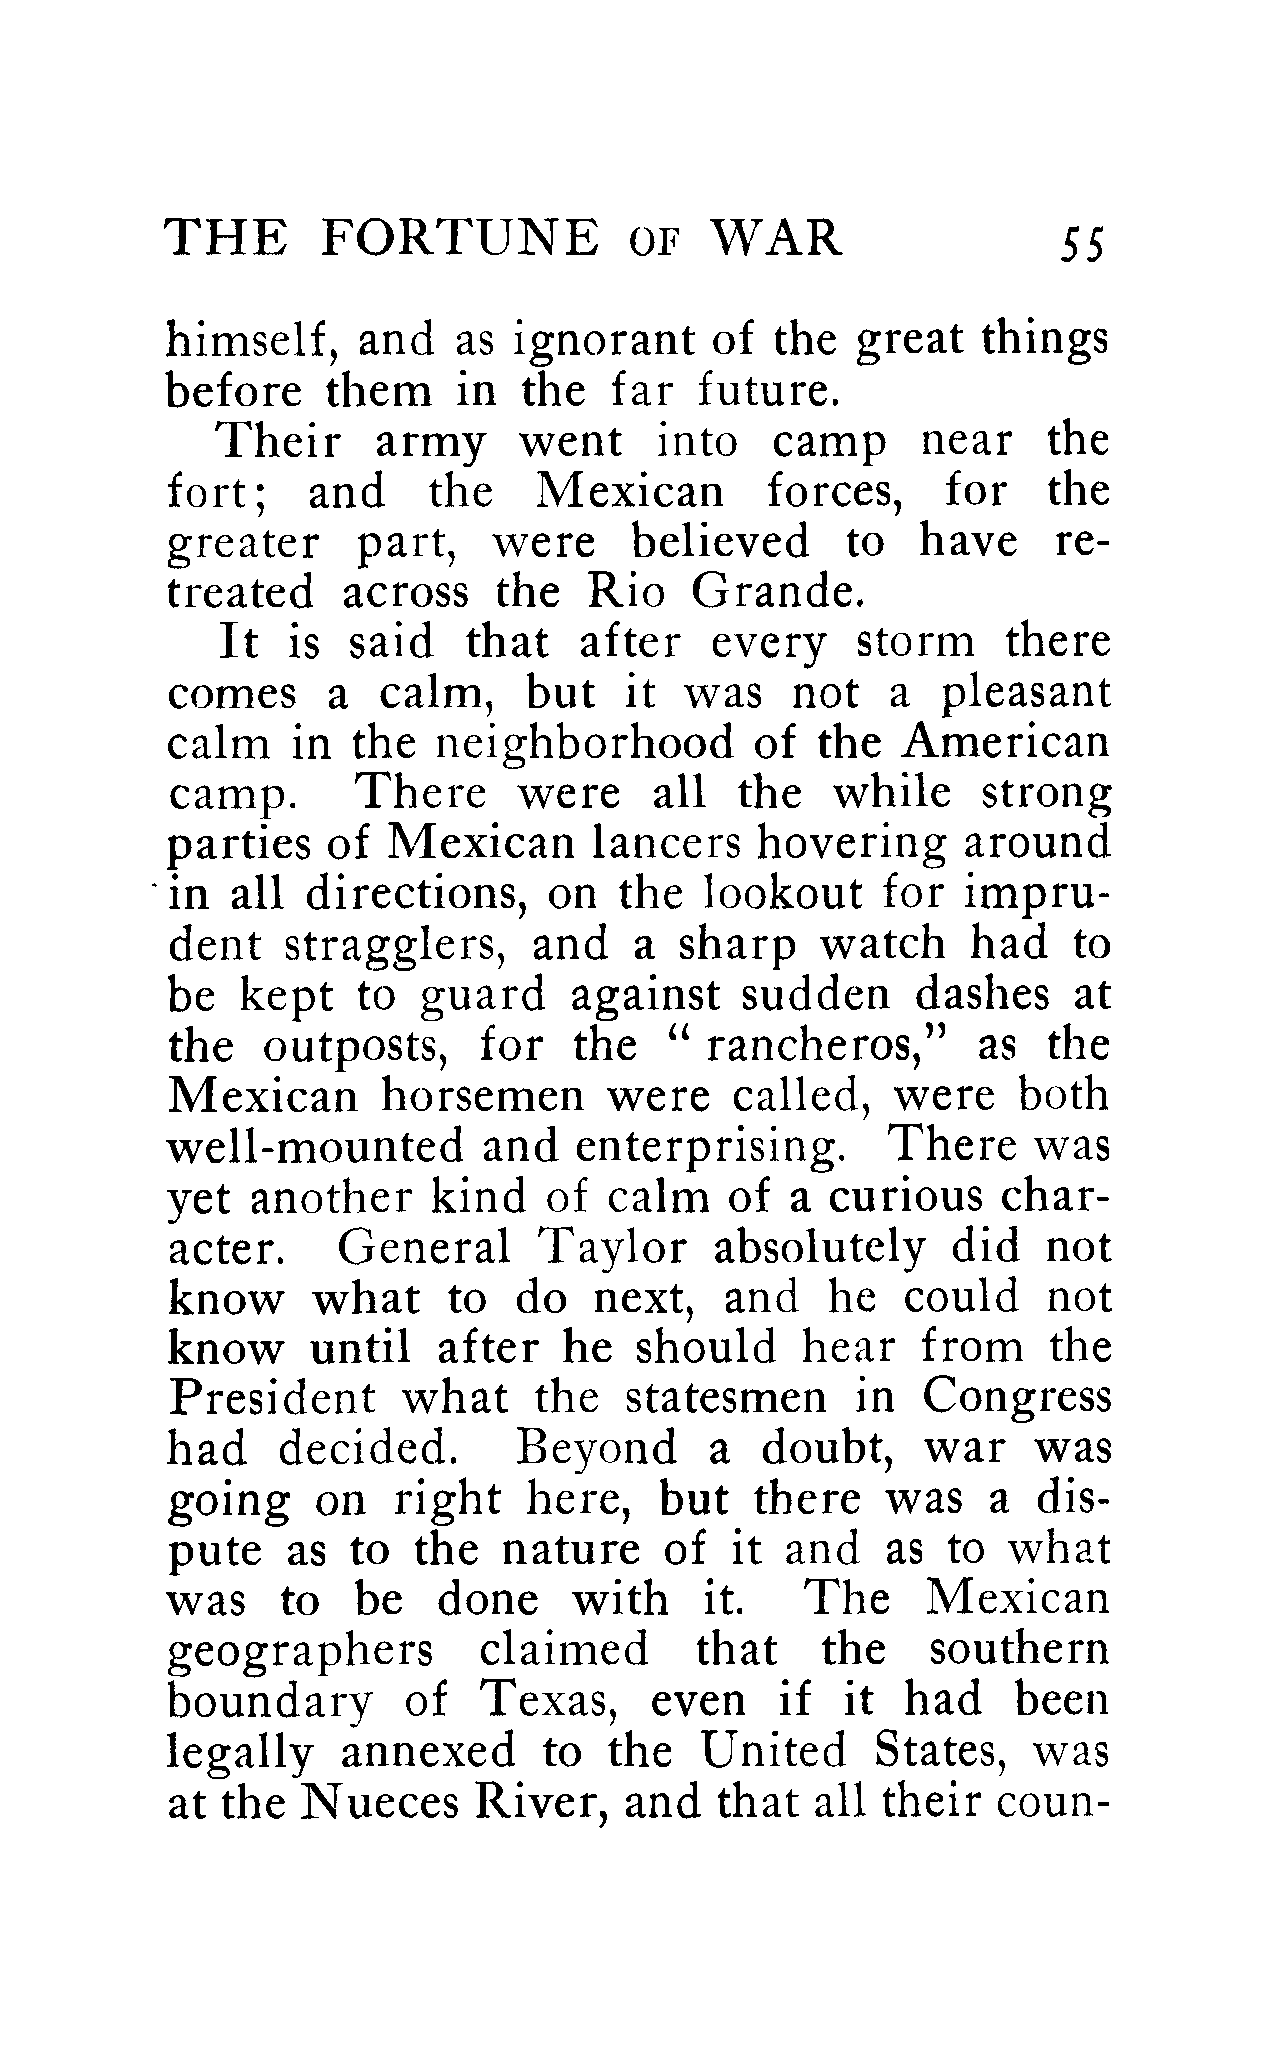 THE FORTUNE OF WAR 55
himself, and as ignorant of the great things
before them in the far future.
Their army went into camp near the
fort; and the Mexican forces, for the
greater part, were believed to have re-
treated across the Rio Grande.
It is said that after every storm there
comes a calm, but it was not a pleasant
calm in the neighborhood of the American
camp. There were all the while strong
parties of Mexican lancers hovering around
in all directions, on the lookout for impru-
dent stragglers, and a sharp watch had to
be kept to guard against sudden dashes at
the outposts, for the “ rancheros,” as the
Mexican horsemen were called, were both
well-mounted and enterprising. There was
yet another kind of calm of a curious char-
acter. General Taylor absolutely did not
know what to do next, and he could not
know until after he should hear from the
President what the statesmen in Congress
had decided. Beyond a doubt, war was
going on right here, but there was a dis-
pute as to the nature of it and as to what
was to be done with it. The Mexican
geographers claimed that the southern
boundary of Texas, even if it had been
legally annexed to the United States, was
at the Nueces River, and that all their coun-